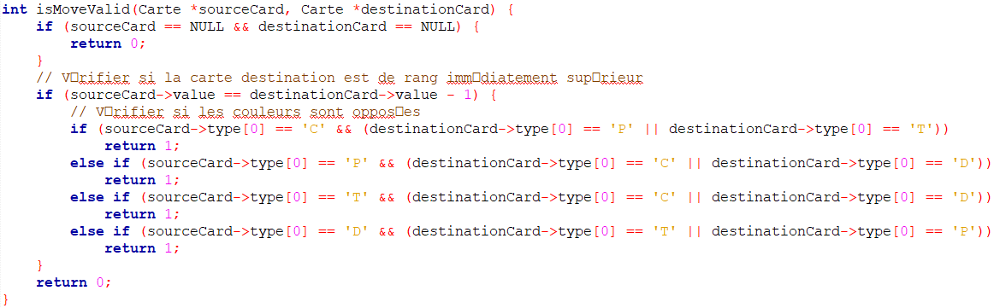 int isMoveValid(Carte *sourceCard, Carte *destinationCard) {
    if (sourceCard == NULL && destinationCard == NULL) {
        return 0;
    }
    // V□rifier si la carte destination est de rang imm□diatement sup□rieur
    if (sourceCard->value == destinationCard->value - 1) {
        // V□rifier si les couleurs sont oppos□es
        if (sourceCard->type[0] == 'C' && (destinationCard->type[0] == 'P' || destinationCard->type[0] == 'T'))
            return 1;
        else if (sourceCard->type[0] == 'P' && (destinationCard->type[0] == 'C' || destinationCard->type[0] == 'D'))
            return 1;
        else if (sourceCard->type[0] == 'T' && (destinationCard->type[0] == 'C' || destinationCard->type[0] == 'D'))
            return 1;
        else if (sourceCard->type[0] == 'D' && (destinationCard->type[0] == 'T' || destinationCard->type[0] == 'P'))
            return 1;
    }
    return 0;
}